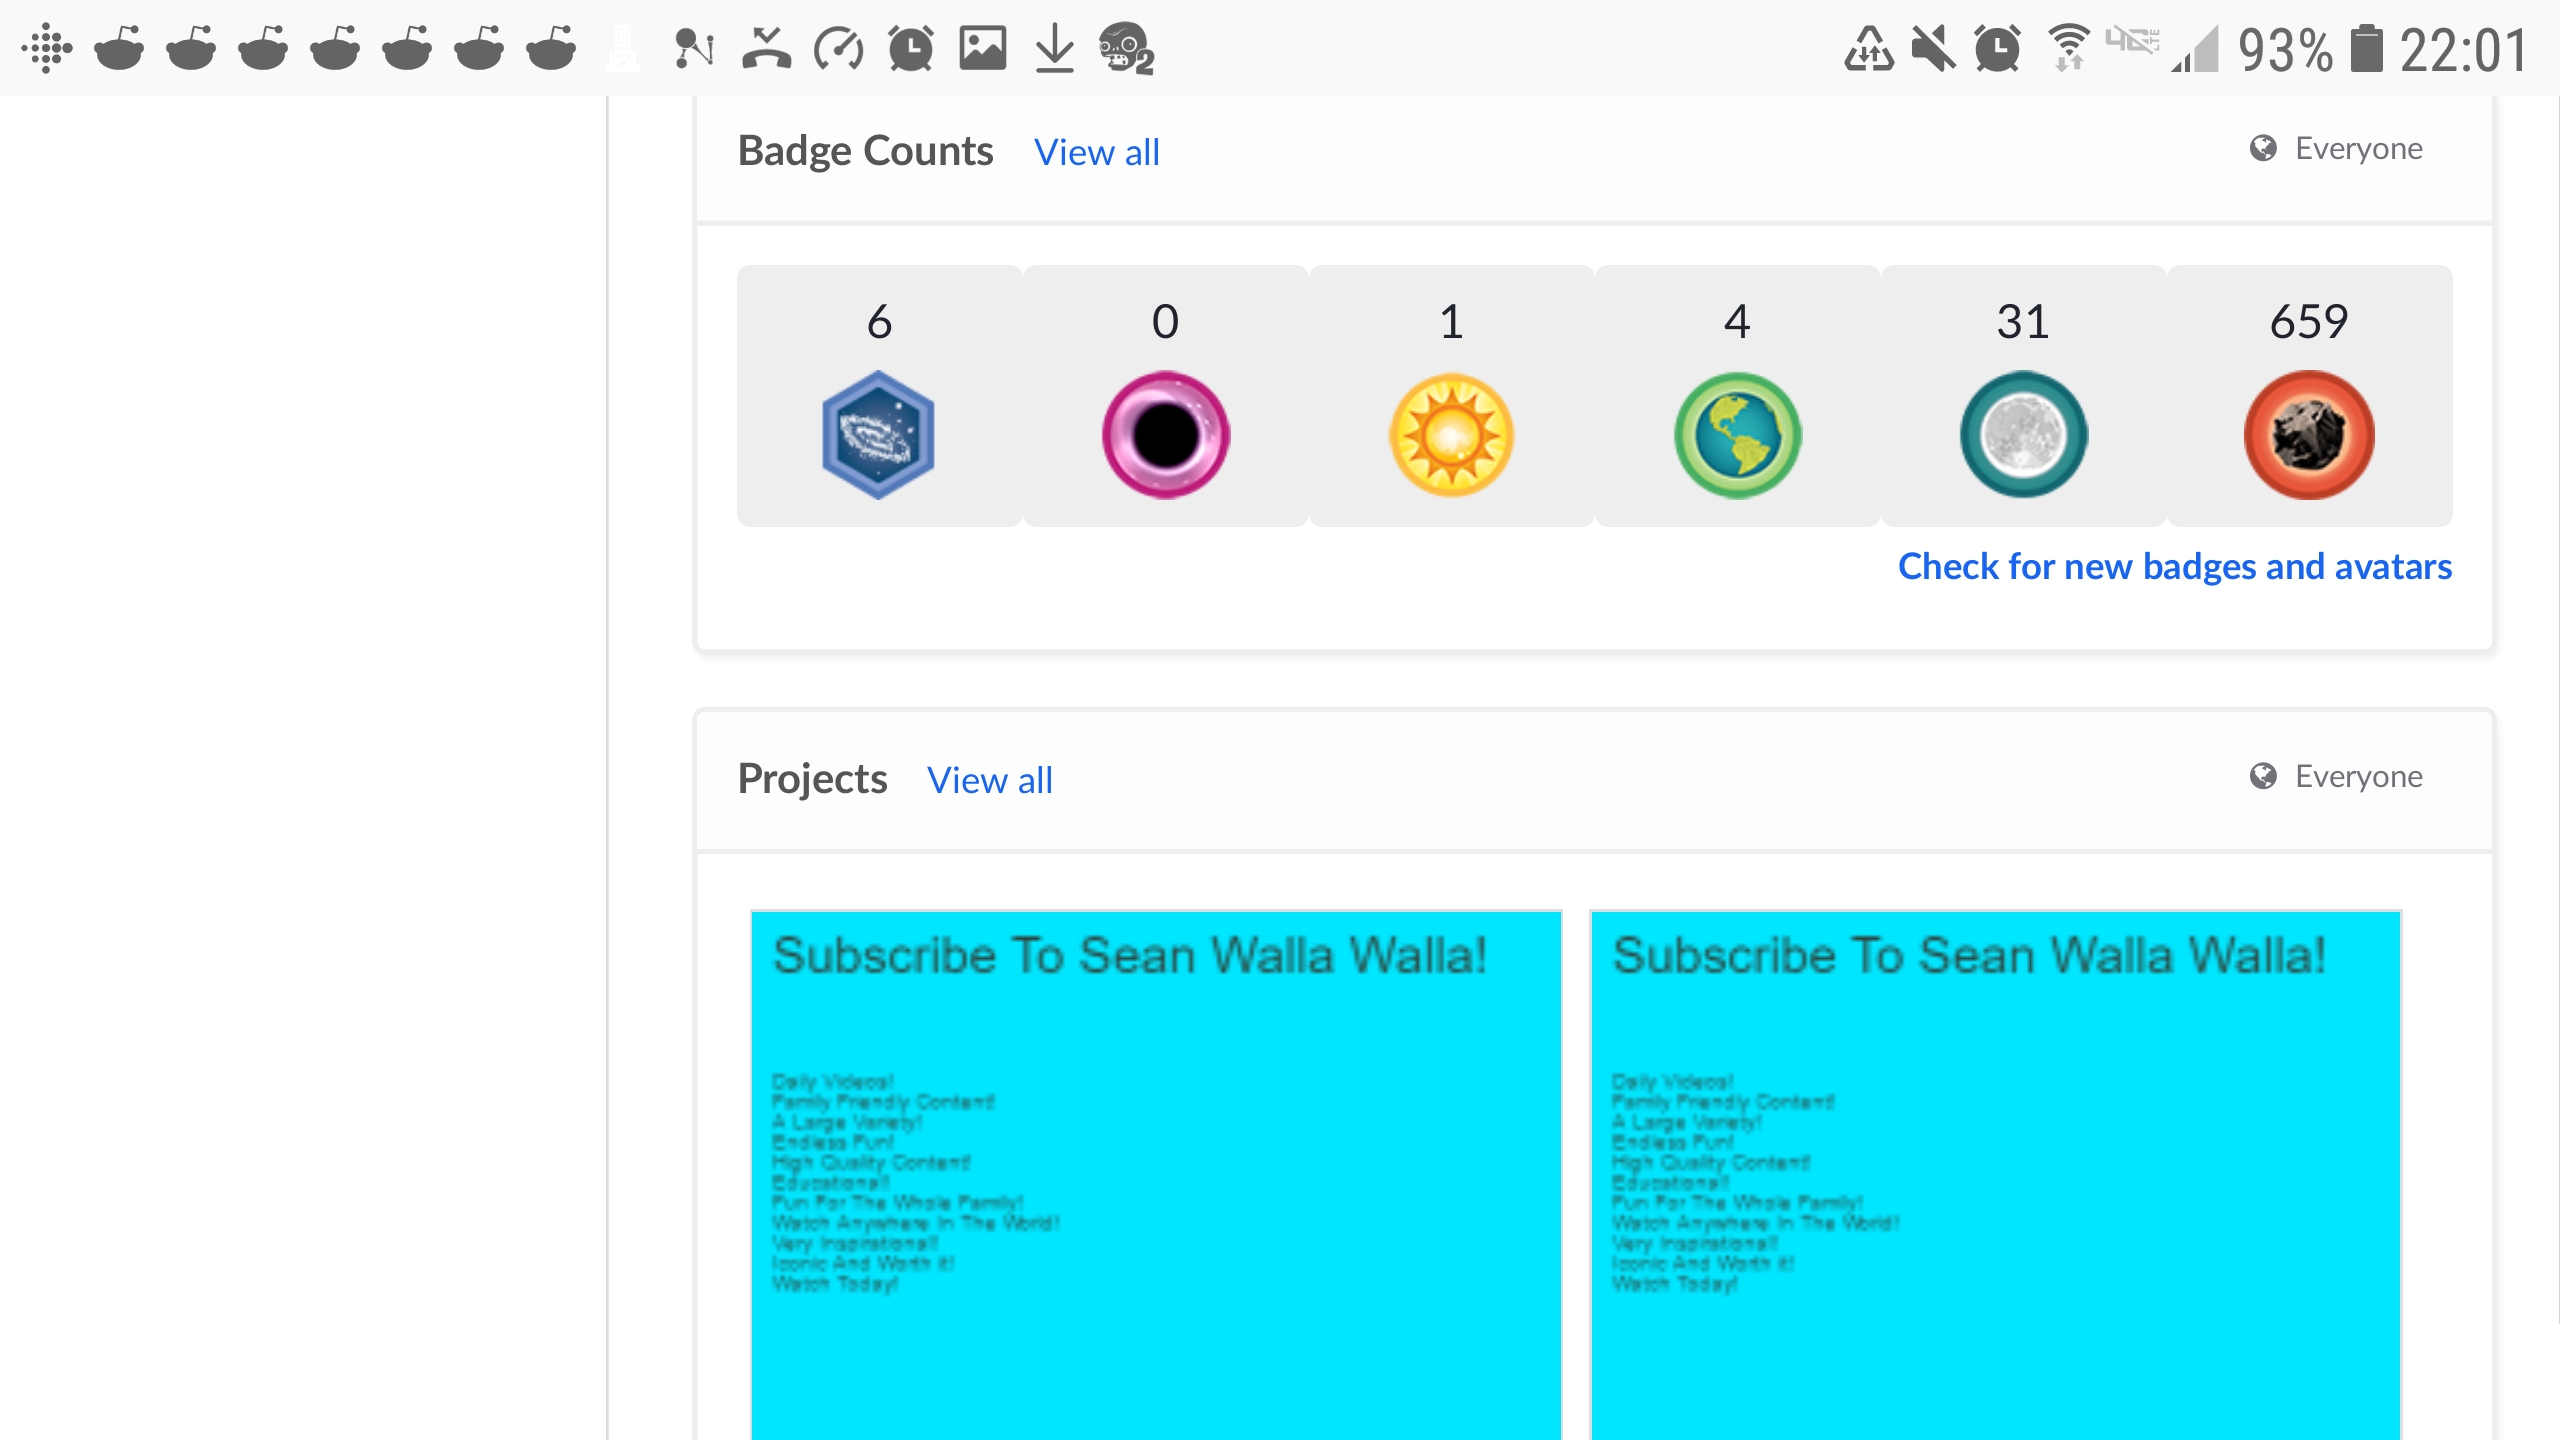 93% 22:01
Badge Counts View all Everyone
6 0 1 4 31 659
Check for new badges and avatars
Projects View all Everyone
Subscribe To Sean Walla Walla!
Daily Videos!
Family Friendly Content!
A Large Variety!
Endless Fun!
High Quality Content!
Educational!
Fun For The Whole Family!
Watch Anywhere In The World!
Very Inspirational!
Iconic And Worth it!
Watch Today!
Subscribe To Sean Walla Walla!
Daily Videos!
Family Friendly Content!
A Large Variety!
Endless Fun!
High Quality Content!
Educational!
Fun For The Whole Family!
Watch Anywhere In The World!
Very Inspirational!
Iconic And Worth it!
Watch Today!